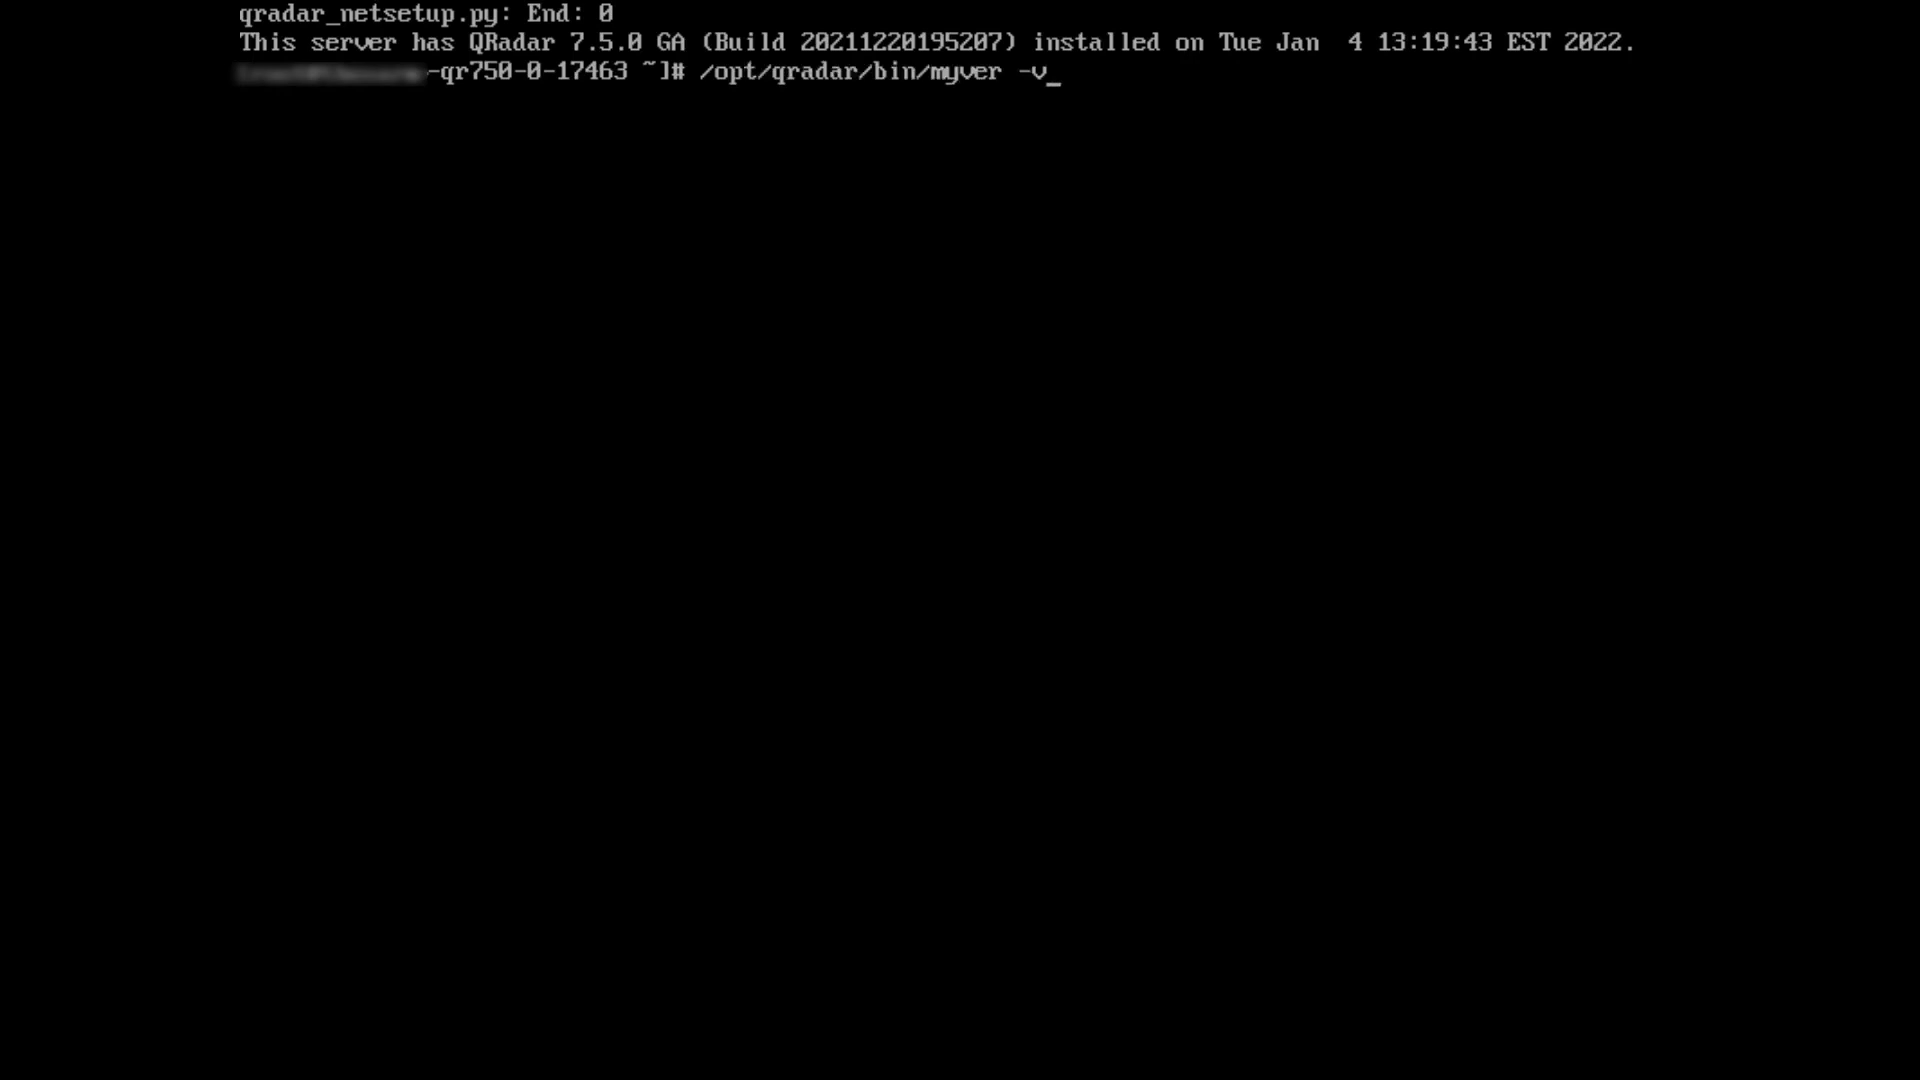 qradar_netsetup.py: End: 0
This server has QRadar 7.5.0 GA (Build 20211220195207) installed on Tue Jan  4 13:19:43 EST 2022.
-qr750-0-17463 ~]# /opt/qradar/bin/myver -v_